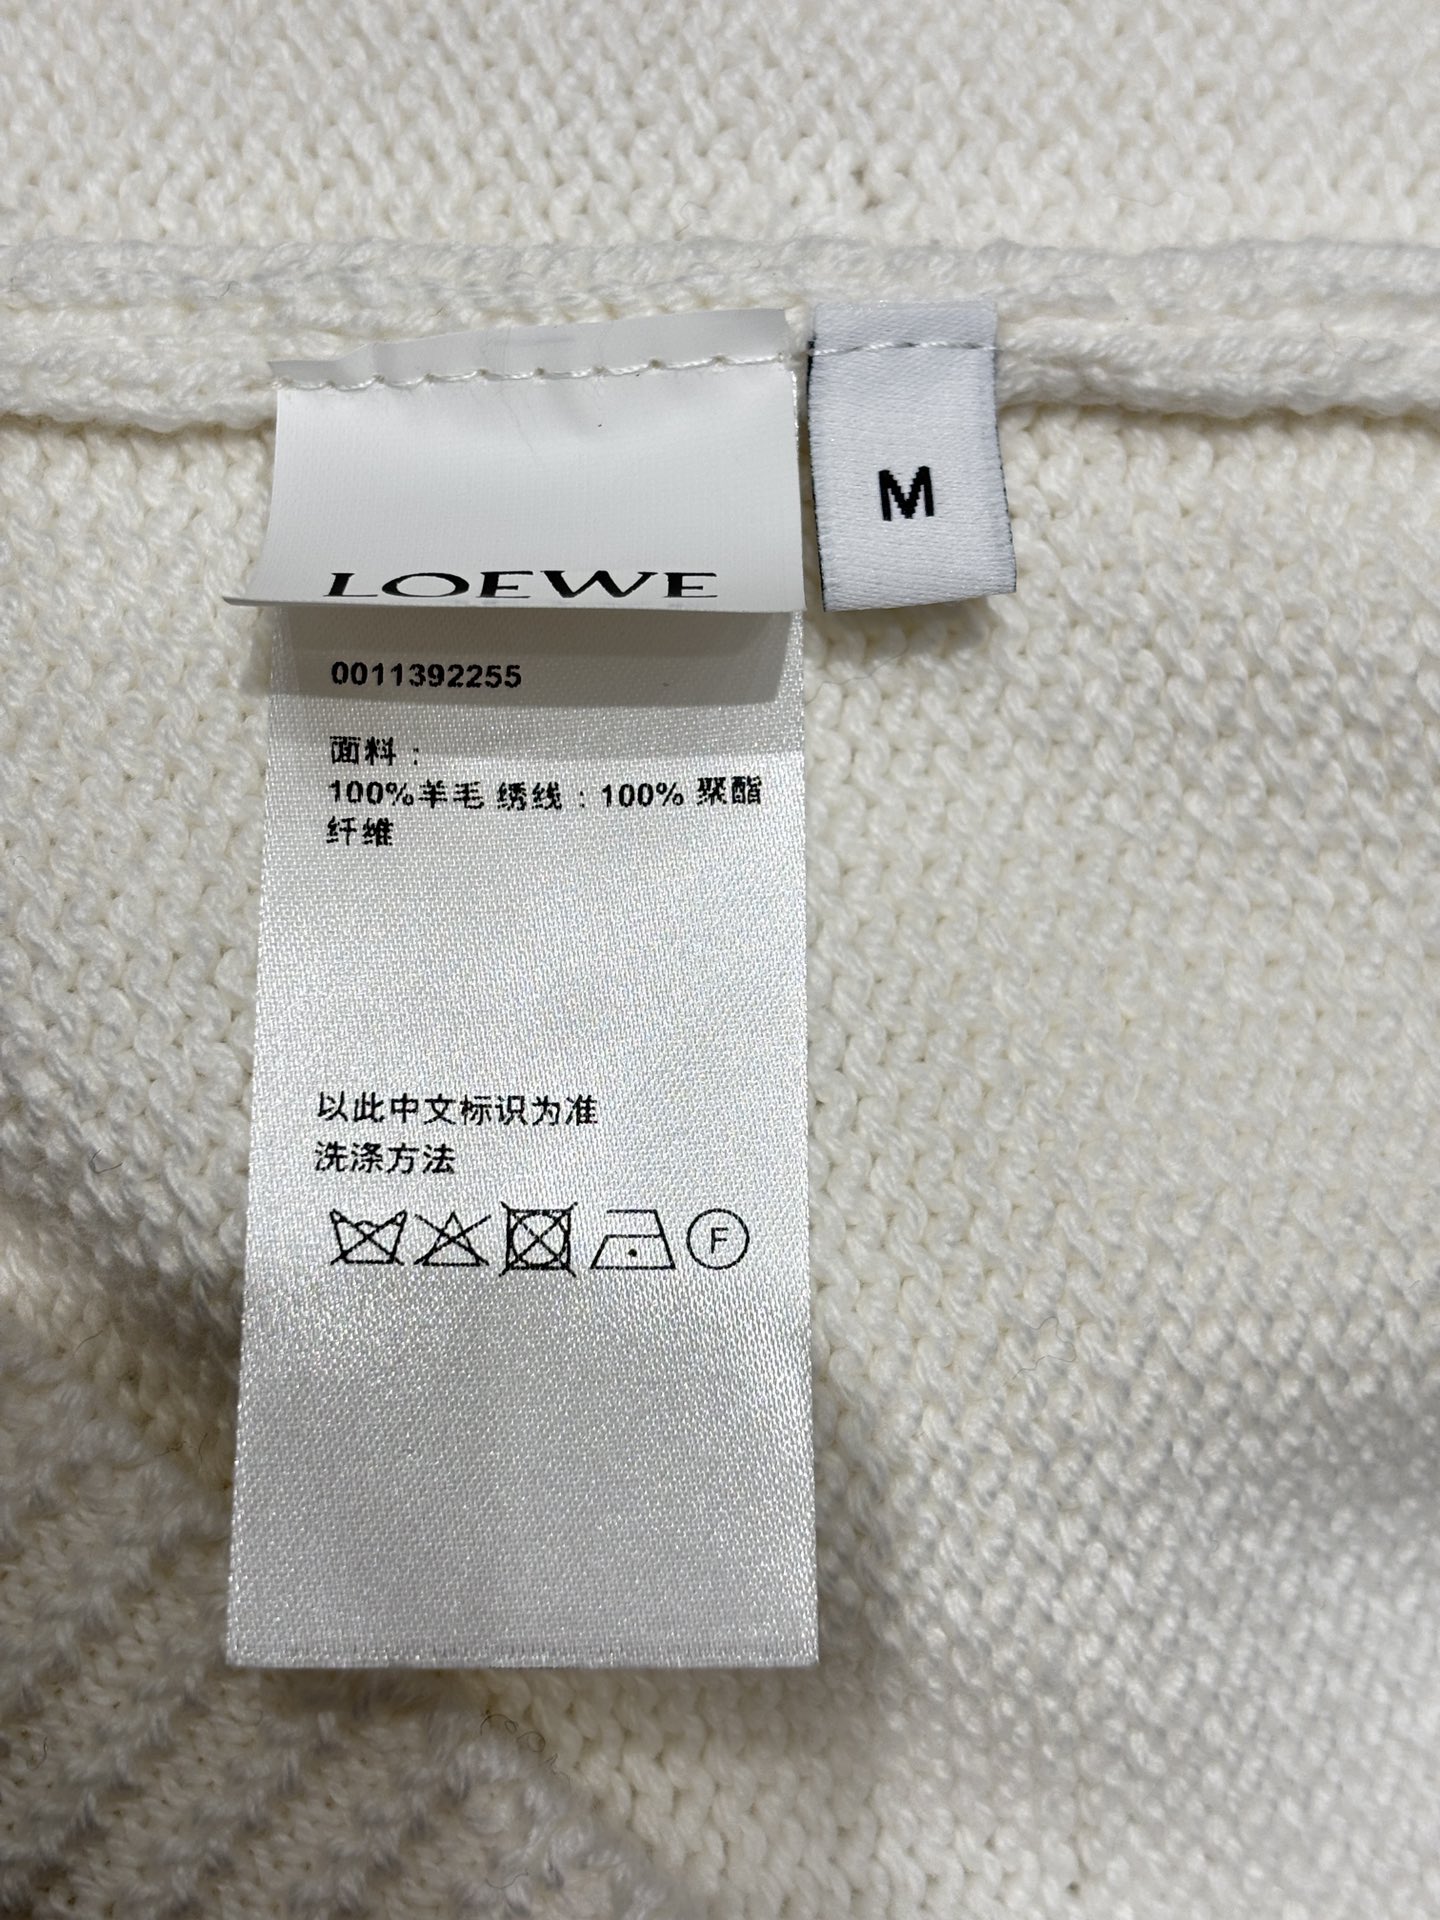 LOEWE
M
0011392255
面料：
100%羊毛 绣线：100% 聚酯
纤维
以此中文标识为准
洗涤方法
F